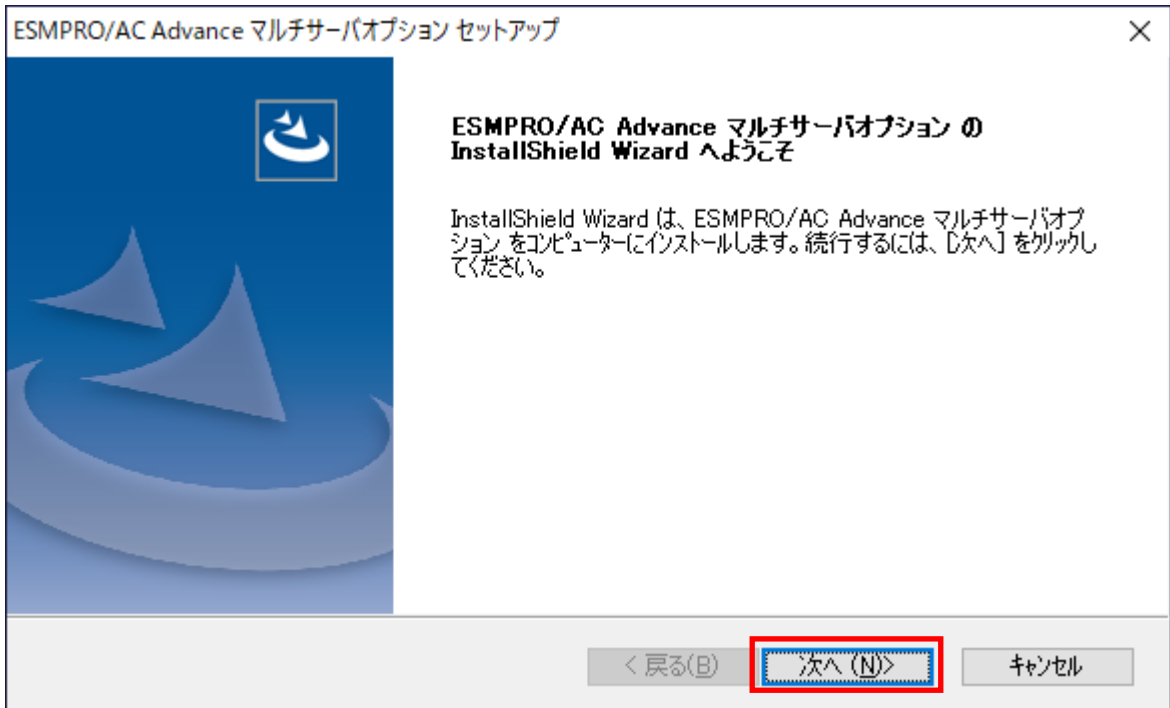 ESMPRO/AC Advance マルチサーバオプション セットアップ
ESMPRO/AC Advance マルチサーバオプション の
InstallShield Wizard へようこそ
InstallShield Wizard は、ESMPRO/AC Advance マルチサーバオプ
ション をコンピューターにインストールします。続行するには、[次へ] をクリックし
てください。
< 戻る(B)
次へ (N)>
キャンセル